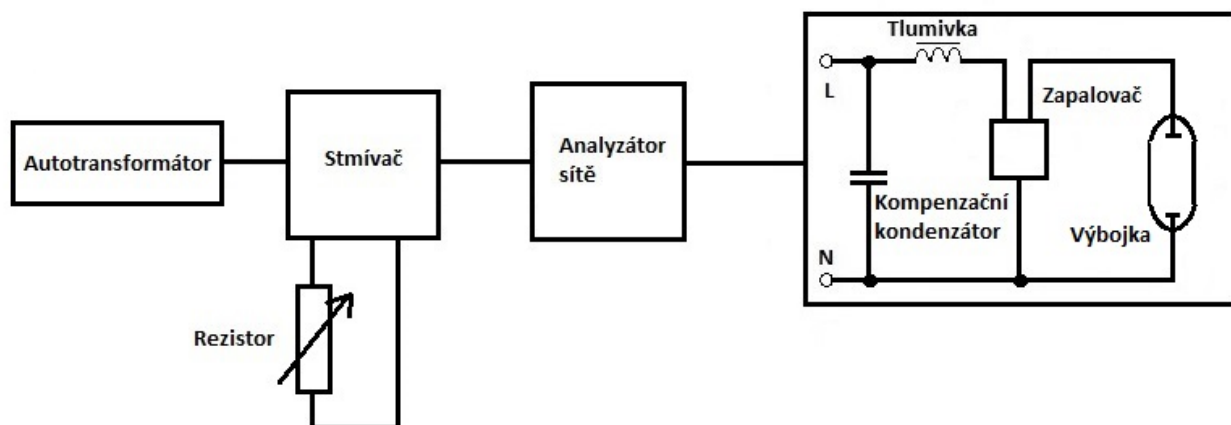 Autotransformátor
Stmívač
Rezistor
Analyzátor
sítě
Tlumivka
L
Zapalovač
Kompenzační
kondenzátor
Výbojka
N